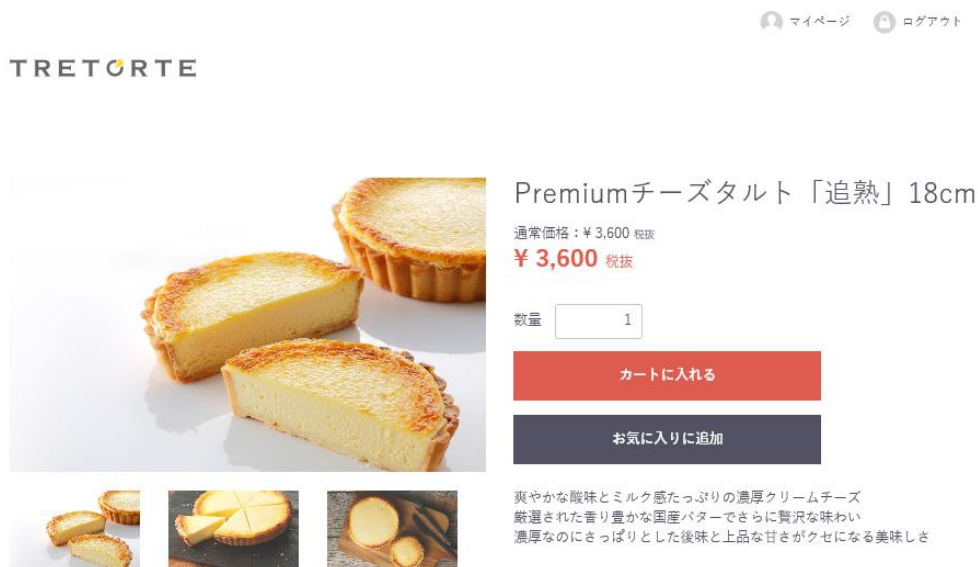 マイページ
ログアウト
TRETORTE
Premiumチーズタルト「追熟」18cm
通常価格：¥ 3,600 税抜
¥ 3,600 税抜
数量 1
カートに入れる
お気に入りに追加
爽やかな酸味とミルク感たっぷりの濃厚クリームチーズ
厳選された香り豊かな国産バターでさらに贅沢な味わい
濃厚なのにさっぱりとした後味と上品な甘さがクセになる美味しさ